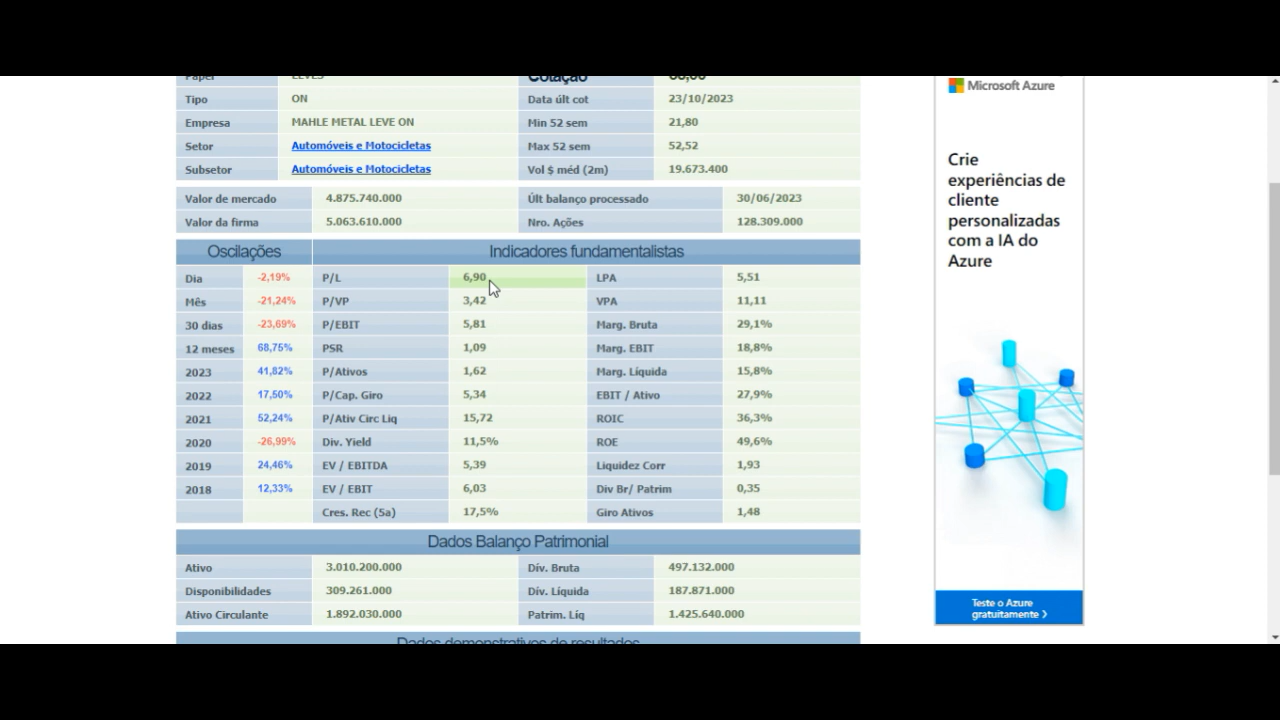 Papel LEVE3 Cotação
Tipo ON Data últ cot 23/10/2023
Empresa MAHLE METAL LEVE ON Min 52 sem 21,80
Setor Automóveis e Motocicletas Max 52 sem 52,52
Subsetor Automóveis e Motocicletas Vol $ méd (2m) 19.673.400
Valor de mercado 4.875.740.000 Últ balanço processado 30/06/2023
Valor da firma 5.063.610.000 Nro. Ações 128.309.000
Oscilações Indicadores fundamentalistas
Dia -2,19% P/L 6,90 LPA 5,51
Mês -21,24% P/VP 3,42 VPA 11,11
30 dias -23,69% P/EBIT 5,81 Marg. Bruta 29,1%
12 meses 68,75% PSR 1,09 Marg. EBIT 18,8%
2023 41,82% P/Ativos 1,62 Marg. Líquida 15,8%
2022 17,50% P/Cap. Giro 5,34 EBIT / Ativo 27,9%
2021 52,24% P/Ativ Circ Liq 15,72 ROIC 36,3%
2020 -26,99% Div. Yield 11,5% ROE 49,6%
2019 24,46% EV / EBITDA 5,39 Liquidez Corr 1,93
2018 12,33% EV / EBIT 6,03 Div Br/ Patrim 0,35
Cres. Rec (5a) 17,5% Giro Ativos 1,48
Dados Balanço Patrimonial
Ativo 3.010.200.000 Dív. Bruta 497.132.000
Disponibilidades 309.261.000 Dív. Líquida 187.871.000
Ativo Circulante 1.892.030.000 Patrim. Líq 1.425.640.000
Dados demonstrativos de resultados
Microsoft Azure
Crie
experiências de
cliente
personalizadas
com a IA do
Azure
Teste o Azure
gratuitamente ›